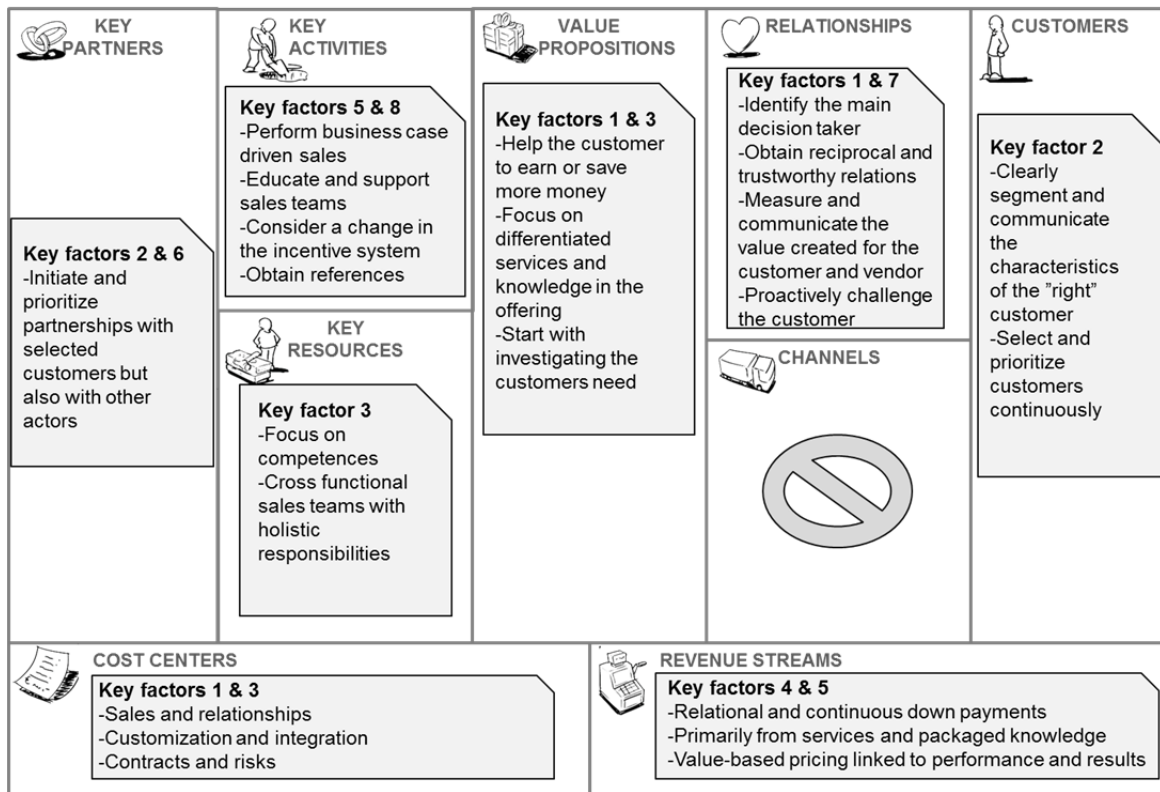 KEY
PARTNERS
Key factors 2 & 6
-Initiate and
prioritize
partnerships with
selected
customers but
also with other
actors
KEY
ACTIVITIES
Key factors 5 & 8
-Perform business case
driven sales
-Educate and support
sales teams
-Consider a change in
the incentive system
-Obtain references
KEY
RESOURCES
Key factor 3
-Focus on
competences
-Cross functional
sales teams with
holistic
responsibilities
VALUE
PROPOSITIONS
Key factors 1 & 3
-Help the customer
to earn or save
more money
-Focus on
differentiated
services and
knowledge in the
offering
-Start with
investigating the
customers need
RELATIONSHIPS
Key factors 1 & 7
-Identify the main
decision taker
-Obtain reciprocal and
trustworthy relations
-Measure and
communicate the
value created for the
customer and vendor
-Proactively challenge
the customer
CHANNELS
CUSTOMERS
Key factor 2
-Clearly
segment and
communicate
the
characteristics
of the ”right”
customer
-Select and
prioritize
customers
continuously
COST CENTERS
Key factors 1 & 3
-Sales and relationships
-Customization and integration
-Contracts and risks
REVENUE STREAMS
Key factors 4 & 5
-Relational and continuous down payments
-Primarily from services and packaged knowledge
-Value-based pricing linked to performance and results